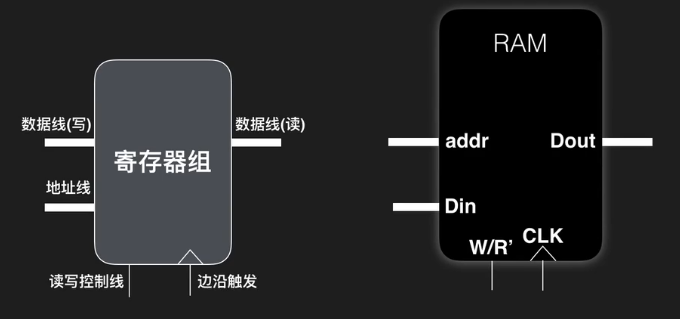 数据线(写)
数据线(读)
寄存器组
地址线
读写控制线
边沿触发
RAM
addr
Dout
Din
W/R’
CLK